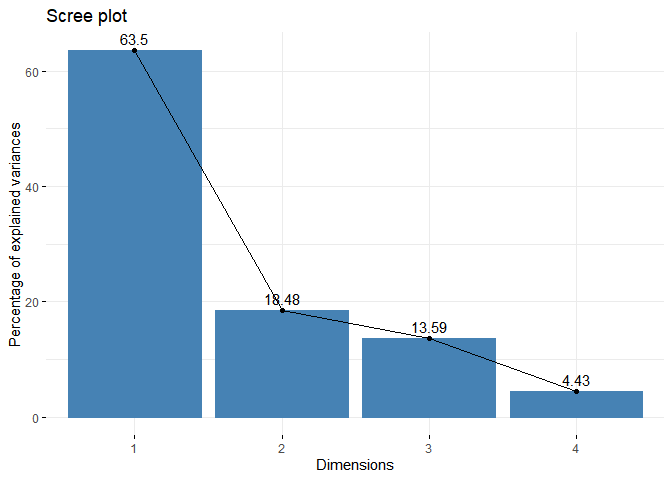 Scree plot
63.5
18.48
13.59
4.43
60
40
20
0
Percentage of explained variances
1 2 3 4
Dimensions